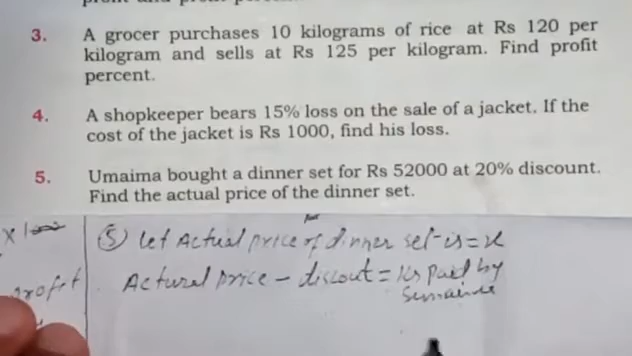 3. A grocer purchases 10 kilograms of rice at Rs 120 per
kilogram and sells at Rs 125 per kilogram. Find profit
percent.
4. A shopkeeper bears 15% loss on the sale of a jacket. If the
cost of the jacket is Rs 1000, find his loss.
5. Umaima bought a dinner set for Rs 52000 at 20% discount.
Find the actual price of the dinner set.
x 100
profit
(5) let Actual price of dinner set is = x
Actural price - discout = Rs paid by